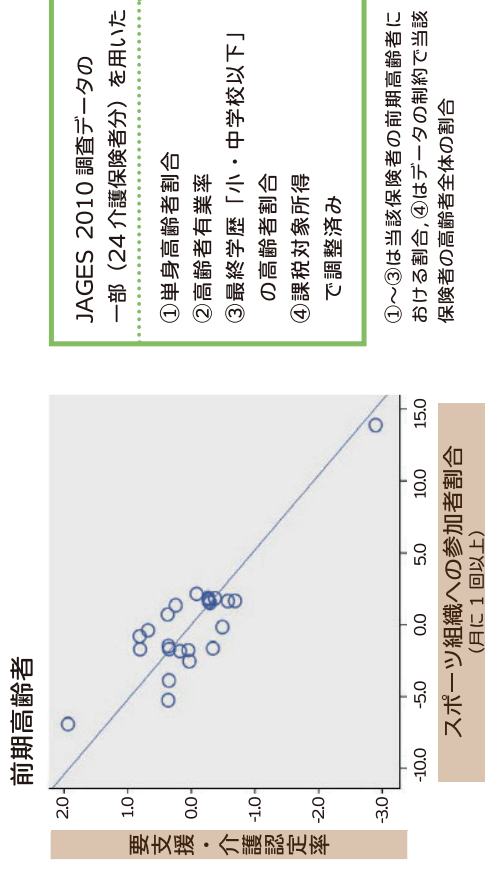 前期高齢者
要支援・介護認定率
2.0
1.0
0.0
-1.0
-2.0
-3.0
-10.0
-5.0
0.0
5.0
10.0
15.0
スポーツ組織への参加者割合
（月に 1 回以上）
JAGES 2010 調査データの
一部（24 介護保険者分）を用いた
①単身高齢者割合
②高齢者有業率
③最終学歴「小・中学校以下」
の高齢者割合
④課税対象所得
で調整済み
①〜③は当該保険者の前期高齢者に
おける割合，④はデータの制約で当該
保険者の高齢者全体の割合